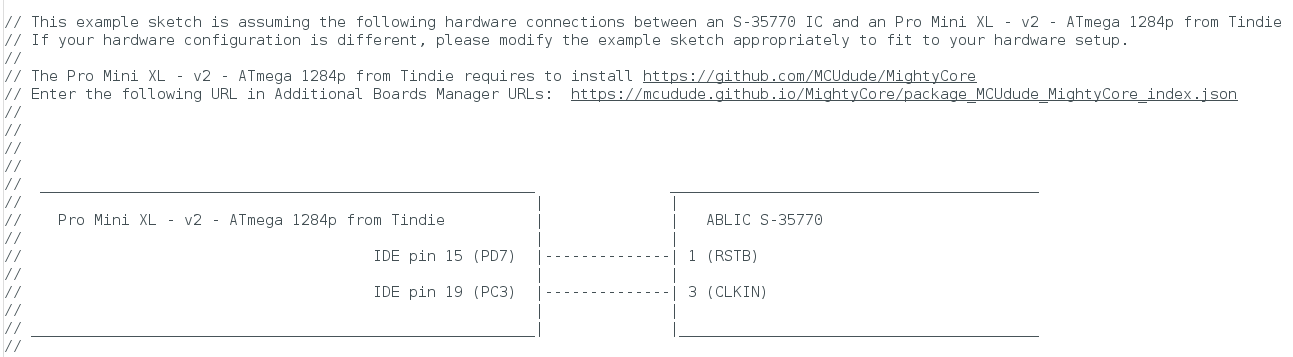 // This example sketch is assuming the following hardware connections between an S-35770 IC and an Pro Mini XL - v2 - ATmega 1284p from Tindie
// If your hardware configuration is different, please modify the example sketch appropriately to fit to your hardware setup.
//
// The Pro Mini XL - v2 - ATmega 1284p from Tindie requires to install https://github.com/MCUdude/MightyCore
// Enter the following URL in Additional Boards Manager URLs:  https://mcudude.github.io/MightyCore/package_MCUdude_MightyCore_index.json
//
//
//
//
//  _______________________________________________________               _________________________________________
//                                                         |              |
//    Pro Mini XL - v2 - ATmega 1284p from Tindie          |              |   ABLIC S-35770
//                                                         |              |
//                                       IDE pin 15 (PD7)  |--------------| 1 (RSTB)
//                                                         |              |
//                                       IDE pin 19 (PC3)  |--------------| 3 (CLKIN)
//                                                         |              |
// ________________________________________________________|              |________________________________________
//